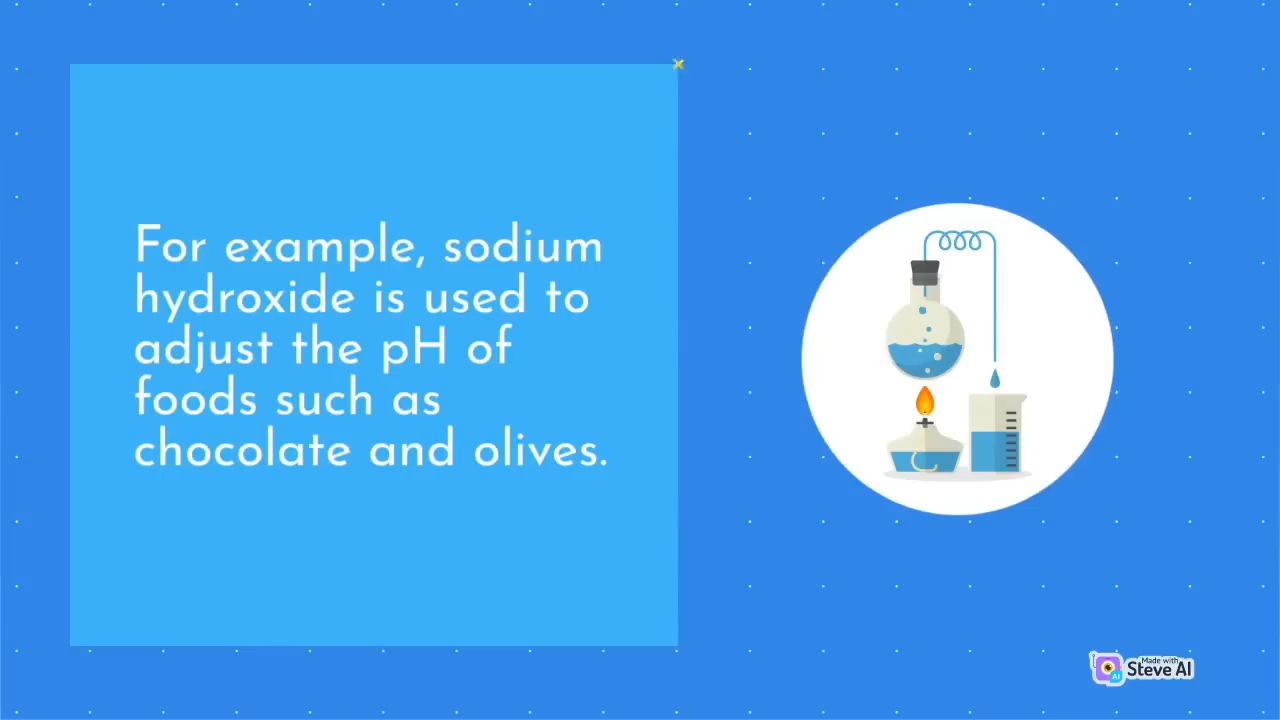 For example, sodium
hydroxide is used to
adjust the pH of
foods such as
chocolate and olives.
Made with
Steve AI
AI